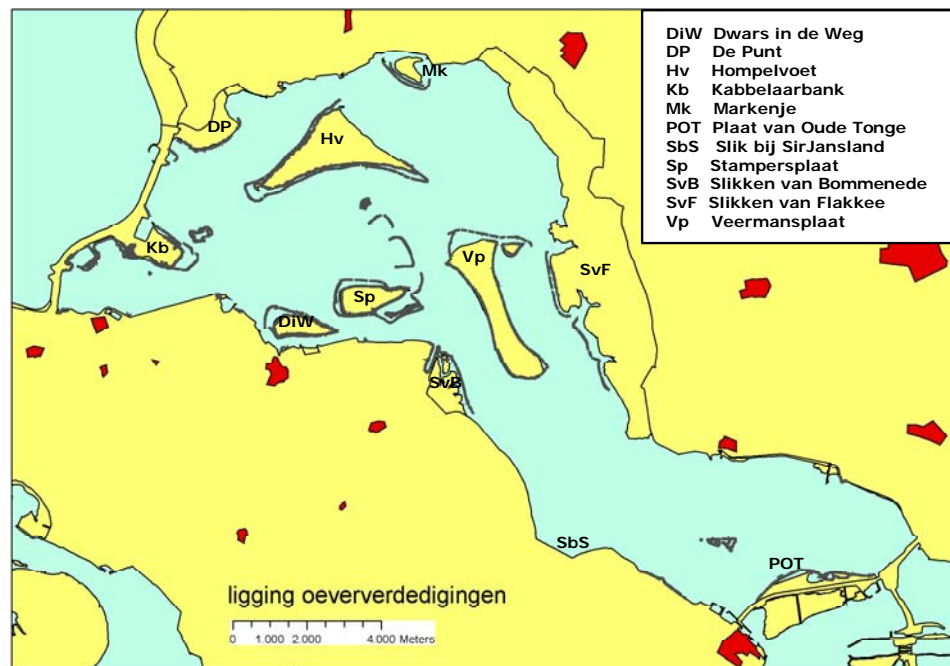 DiW Dwars in de Weg
DP De Punt
Hv Hompelvoet
Kb Kabbelaarbank
Mk Markenje
POT Plaat van Oude Tonge
SbS Slik bij SirJansland
Sp Stampersplaat
SvB Slikken van Bommenede
SvF Slikken van Flakkee
Vp Veermansplaat
Mk
DP
Hv
Kb
Vp
SvF
Sp
DiW
SvB
SbS
POT
ligging oeververdedigingen
0 1.000 2.000 4.000 Meters